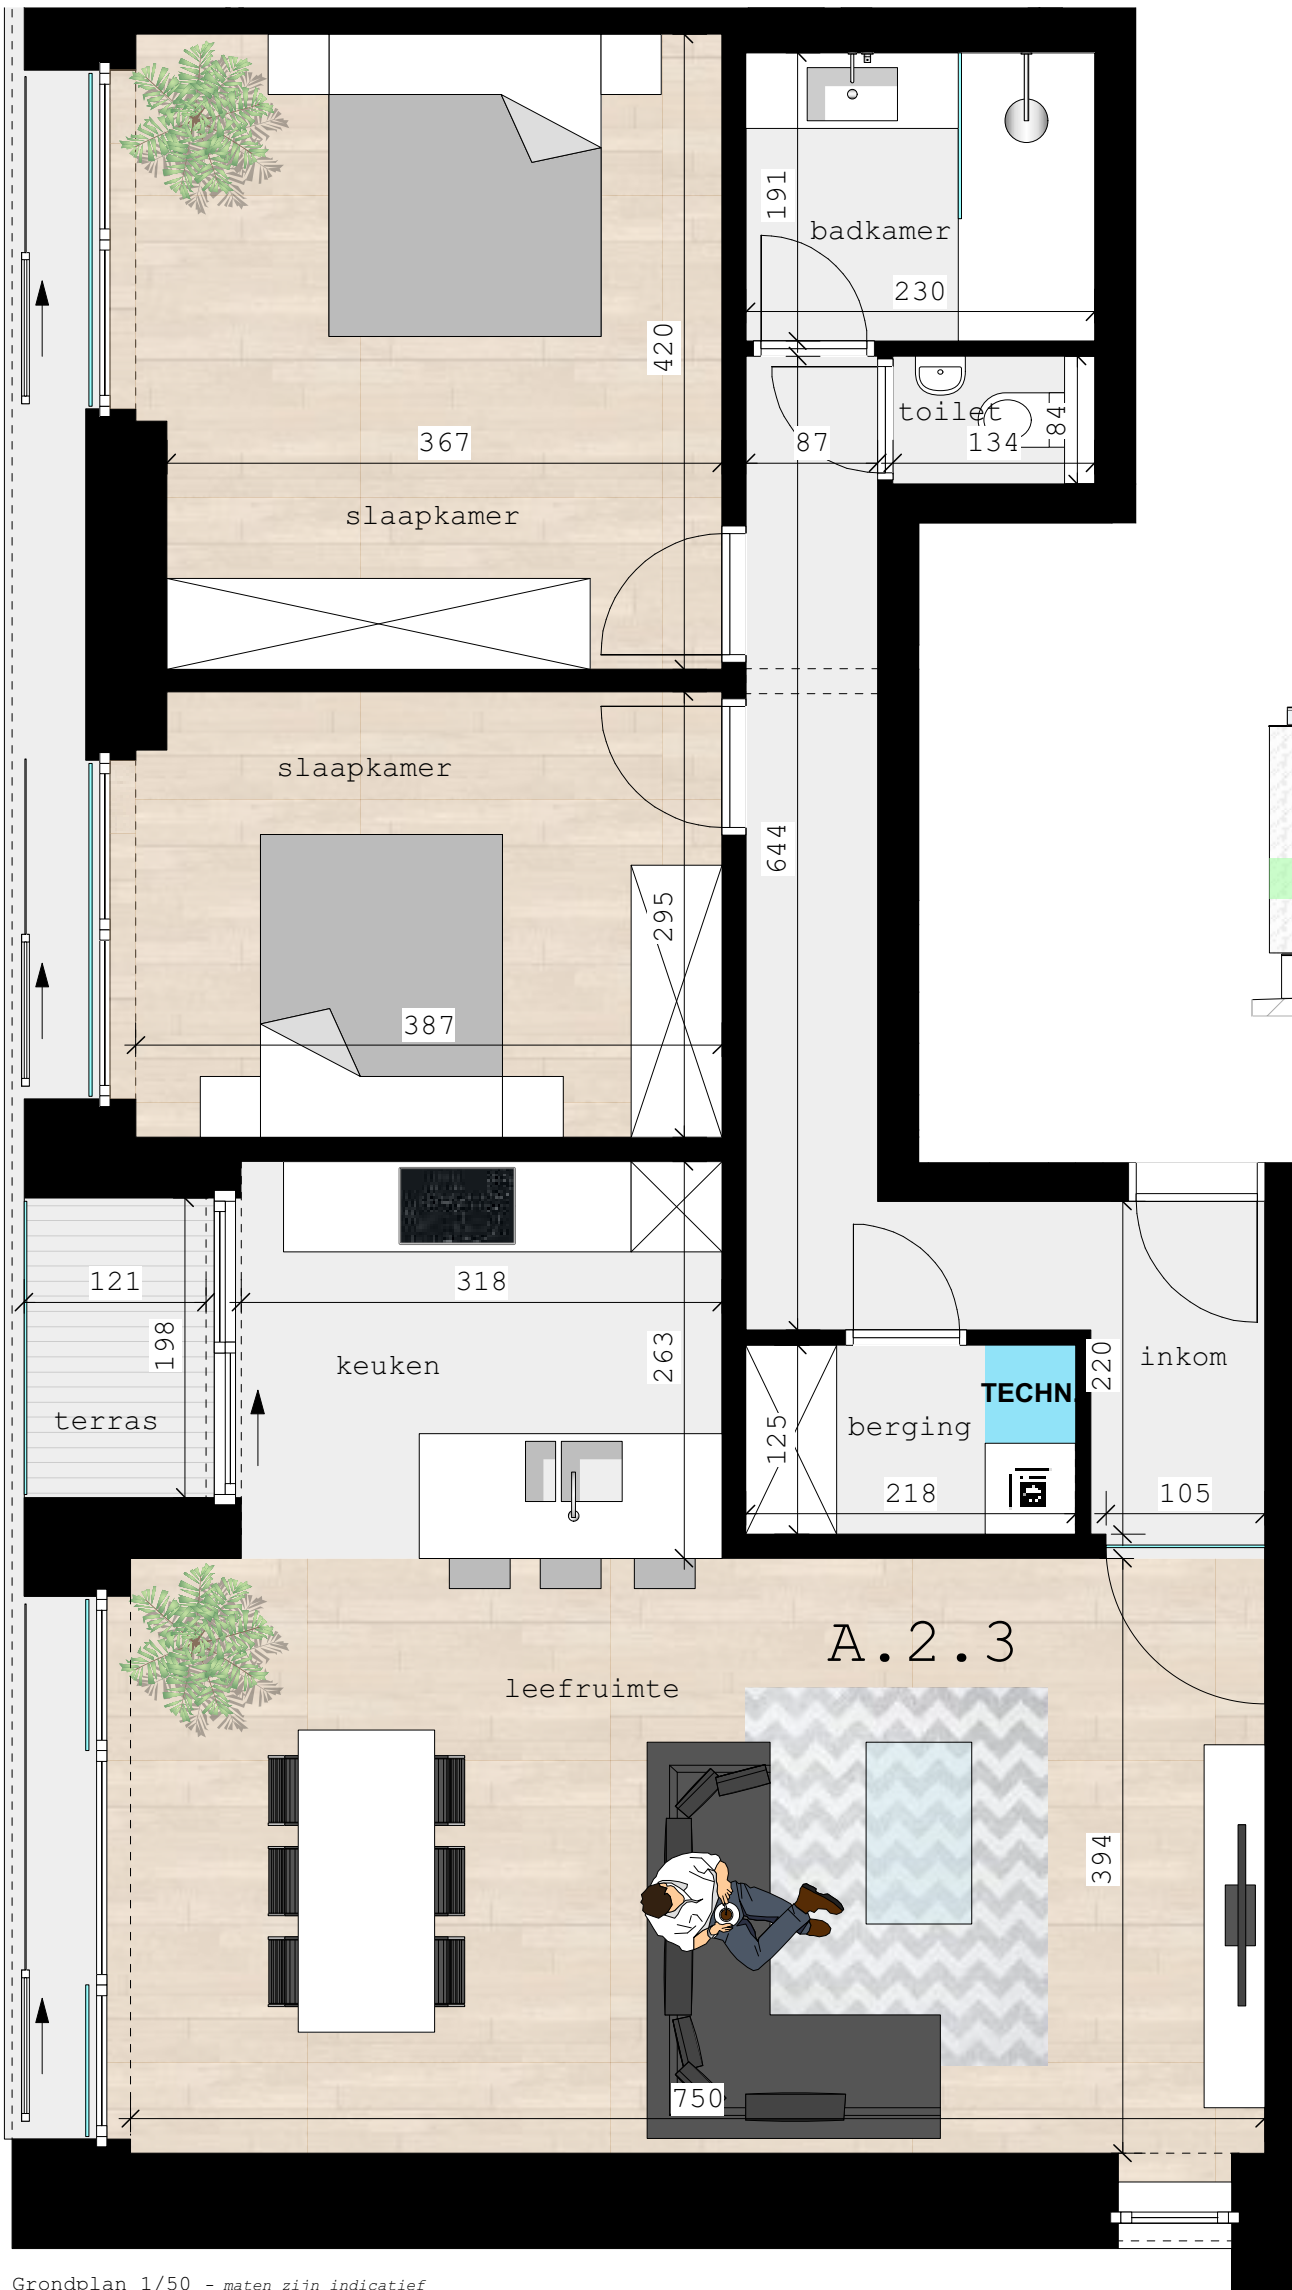 191
badkamer
230
420
toilet
84
367
87
134
slaapkamer
slaapkamer
644
295
387
121
318
198
263
keuken
220
inkom
TECHN.
terras
125
berging
218
105
A.2.3
leefruimte
394
750
Grondplan 1/50 - maten zijn indicatief